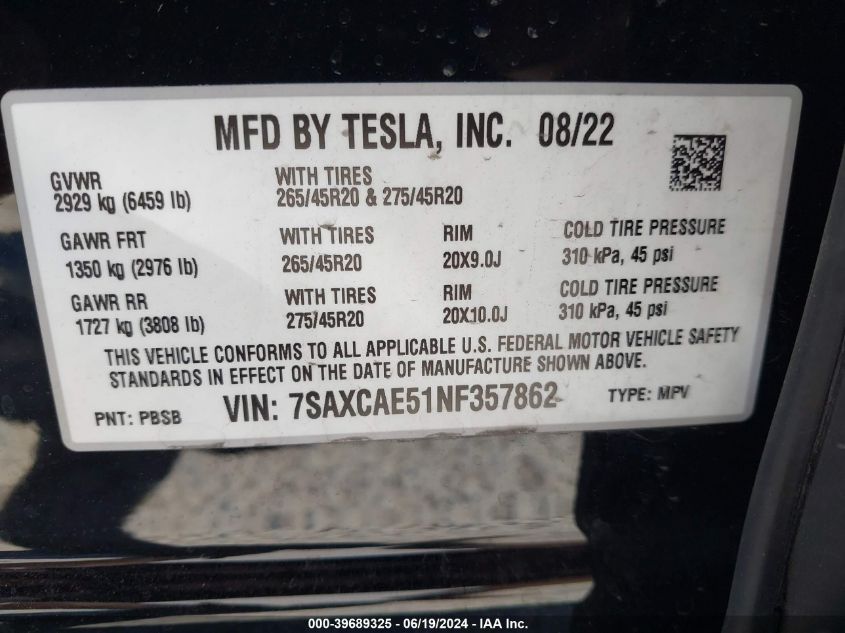 MFD BY TESLA, INC. 08/22
GVWR WITH TIRES
2929 kg (6459 lb) 265/45R20 & 275/45R20
GAWR FRT WITH TIRES RIM COLD TIRE PRESSURE
1350 kg (2976 lb) 265/45R20 20X9.0J 310 kPa, 45 psi
GAWR RR WITH TIRES RIM COLD TIRE PRESSURE
1727 kg (3808 lb) 275/45R20 20X10.0J 310 kPa, 45 psi
THIS VEHICLE CONFORMS TO ALL APPLICABLE U.S. FEDERAL MOTOR VEHICLE SAFETY
STANDARDS IN EFFECT ON THE DATE OF MANUFACTURE SHOWN ABOVE.
PNT: PBSB VIN: 7SAXCAE51NF357862 TYPE: MPV
000-39689325 - 06/19/2024 - IAA Inc.